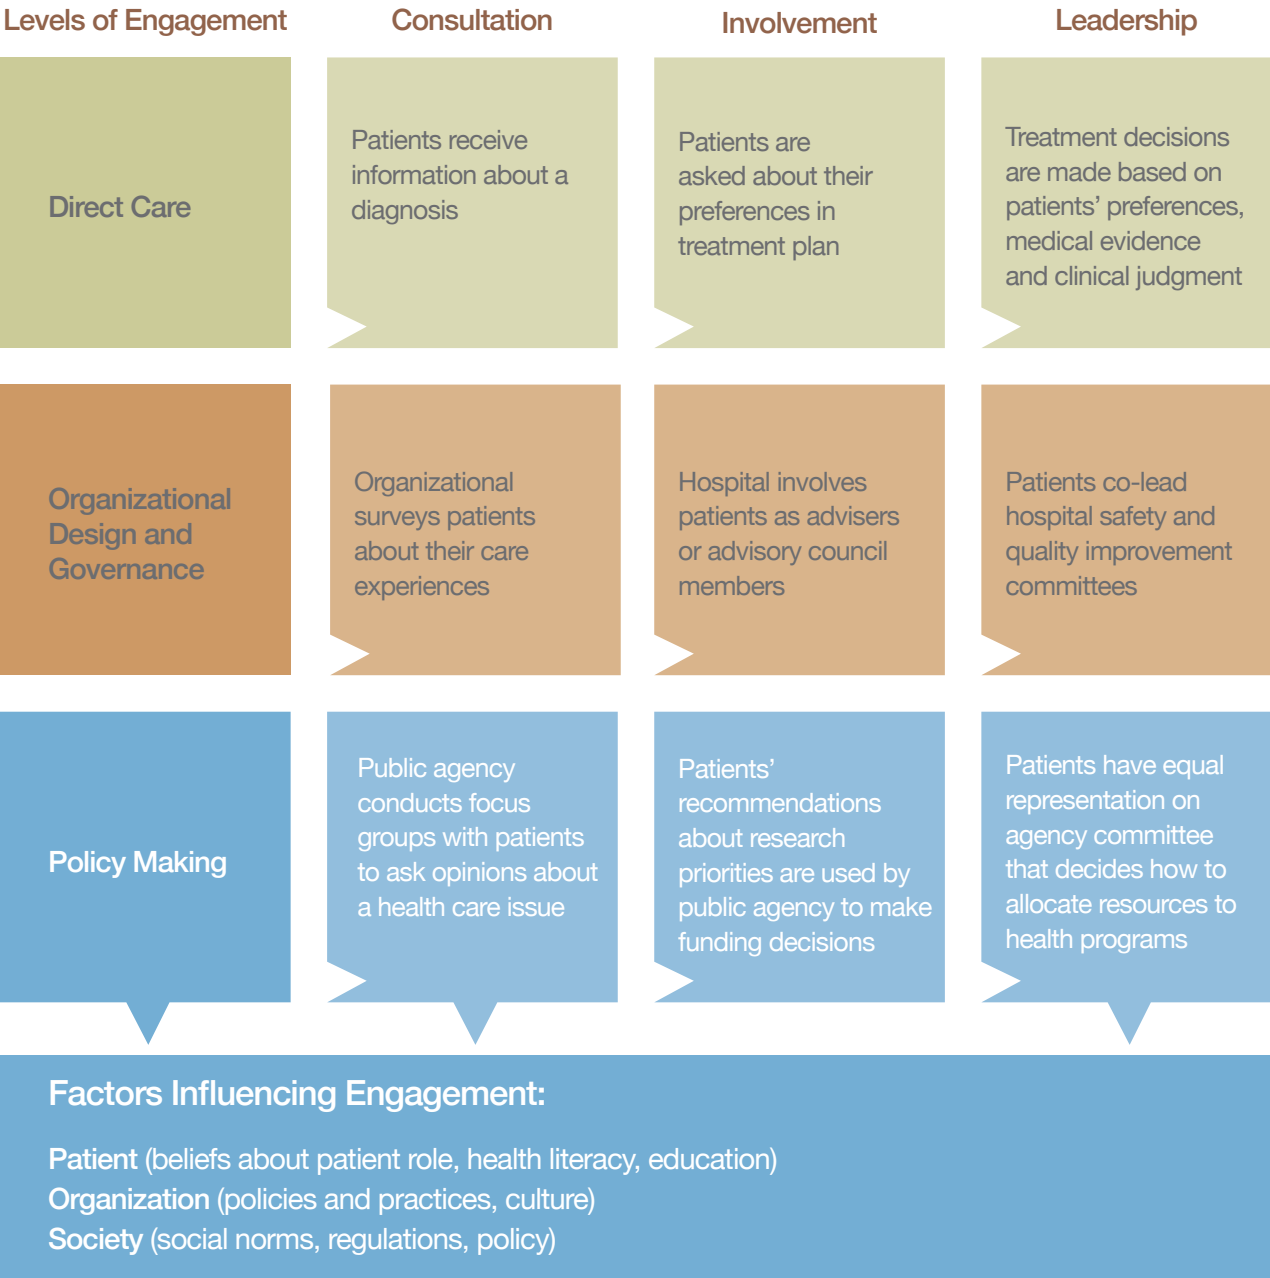 Levels of Engagement
Consultation
Involvement
Leadership
Direct Care
Patients receive
information about a
diagnosis
Patients are
asked about their
preferences in
treatment plan
Treatment decisions
are made based on
patients’ preferences,
medical evidence
and clinical judgment
Organizational
Design and
Governance
Organizational
surveys patients
about their care
experiences
Hospital involves
patients as advisers
or advisory council
members
Patients co-lead
hospital safety and
quality improvement
committees
Policy Making
Public agency
conducts focus
groups with patients
to ask opinions about
a health care issue
Patients’
recommendations
about research
priorities are used by
public agency to make
funding decisions
Patients have equal
representation on
agency committee
that decides how to
allocate resources to
health programs
Factors Influencing Engagement:
Patient (beliefs about patient role, health literacy, education)
Organization (policies and practices, culture)
Society (social norms, regulations, policy)